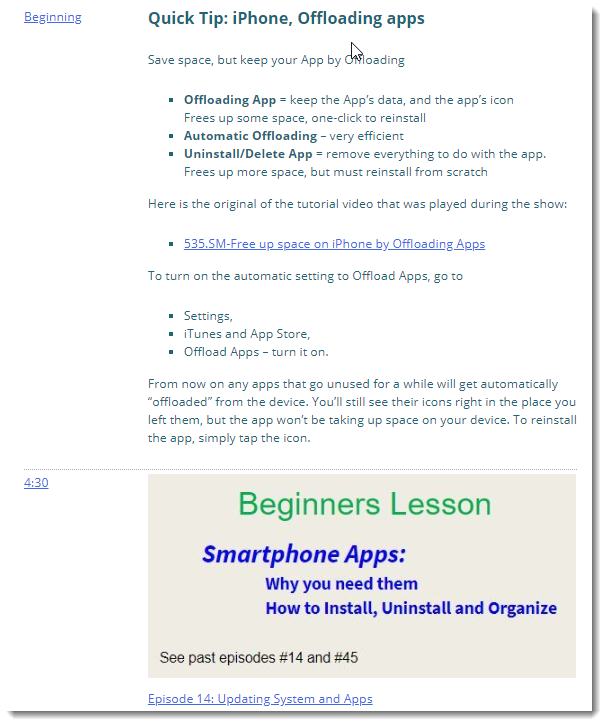 Beginning
Quick Tip: iPhone, Offloading apps
Save space, but keep your App by Offloading
Offloading App = keep the App's data, and the app's icon
Frees up some space, one-click to reinstall
Automatic Offloading – very efficient
Uninstall/Delete App = remove everything to do with the app.
Frees up more space, but must reinstall from scratch
Here is the original of the tutorial video that was played during the show:
535.SM-Free up space on iPhone by Offloading Apps
To turn on the automatic setting to Offload Apps, go to
Settings,
iTunes and App Store,
Offload Apps – turn it on.
From now on any apps that go unused for a while will get automatically
“offloaded” from the device. You'll still see their icons right in the place you
left them, but the app won't be taking up space on your device. To reinstall
the app, simply tap the icon.
4:30
Beginners Lesson
Smartphone Apps:
Why you need them
How to Install, Uninstall and Organize
See past episodes #14 and #45
Episode 14: Updating System and Apps